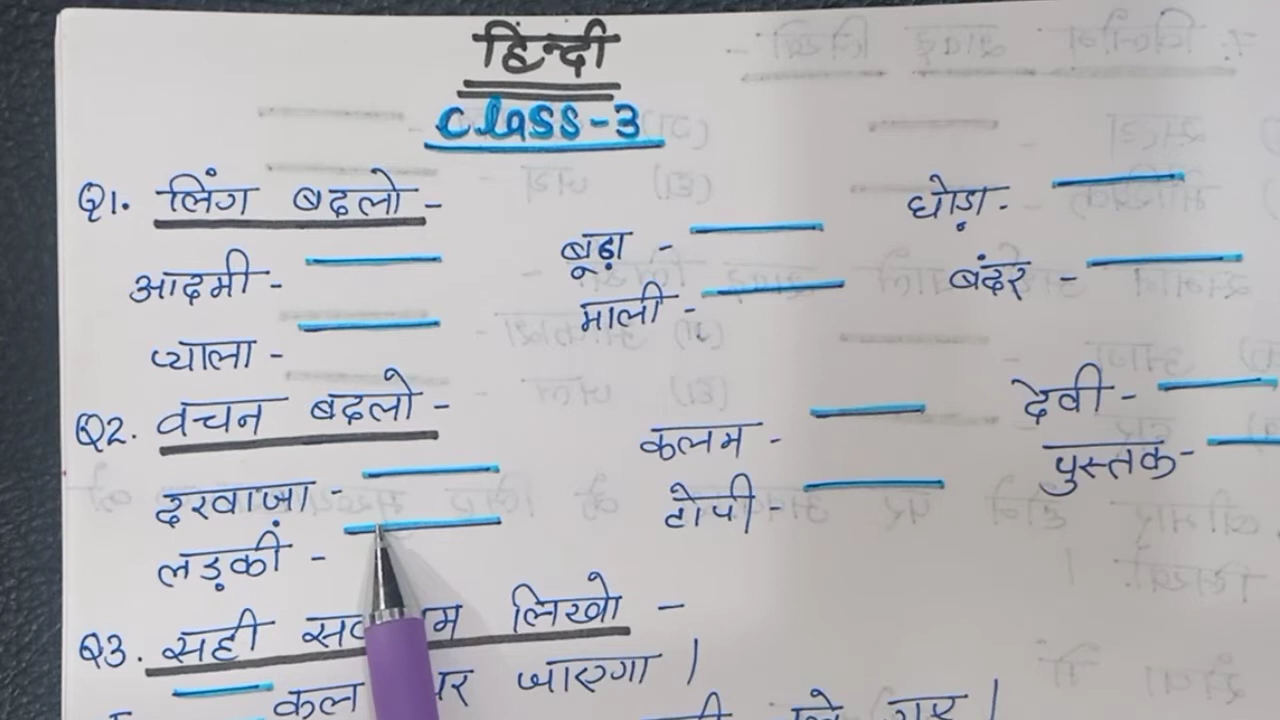 हिन्दी
Class-3
Q1. लिंग बदलो-
आदमी- बूढ़ा - घोड़ा-
प्याला- माली- बंदर -
Q2. वचन बदलो-
दरवाजा- कलम - देवी-
लड़की - टोपी- पुस्तक-
Q3. सही लिखो -
कल जाएगा।